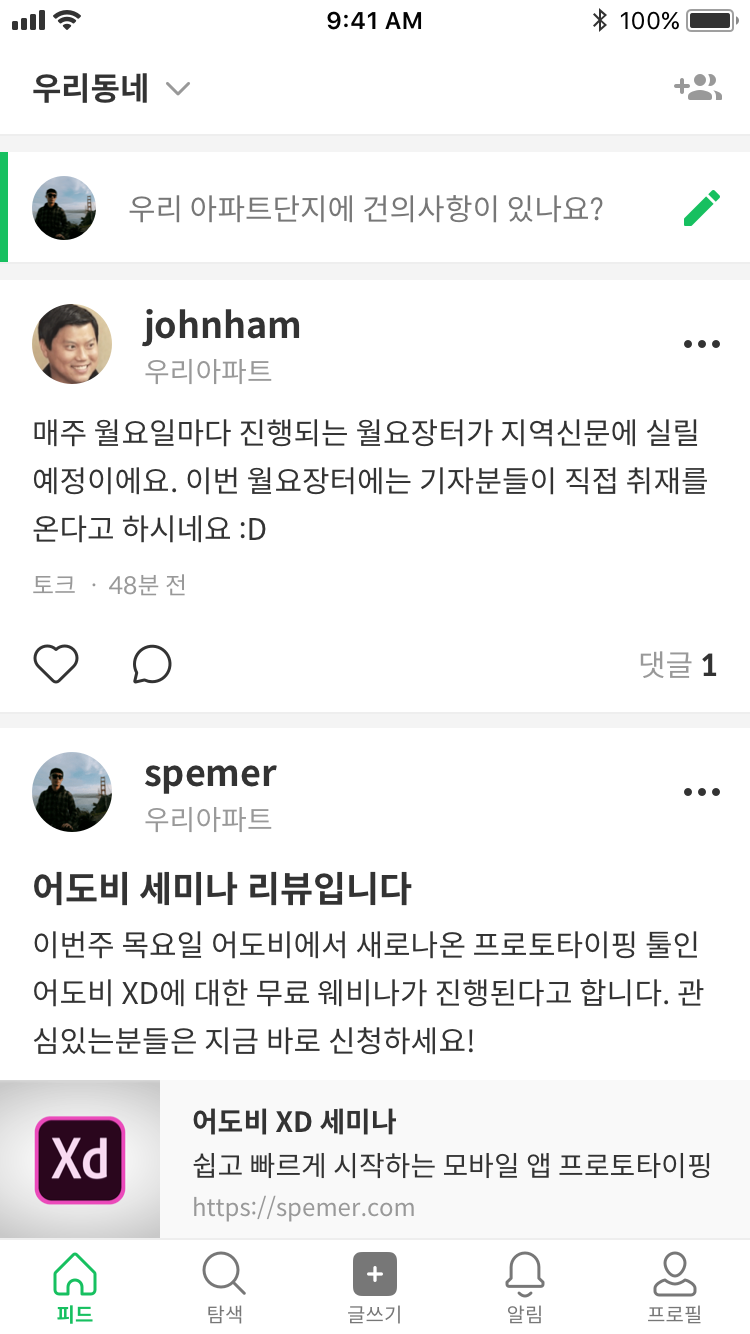 9:41 AM
100%
우리동네
우리 아파트단지에 건의사항이 있나요?
johnham
우리아파트
매주 월요일마다 진행되는 월요장터가 지역신문에 실릴
예정이에요. 이번 월요장터에는 기자분들이 직접 취재를
온다고 하시네요 :D
토크 · 48분 전
댓글 1
spemer
우리아파트
어도비 세미나 리뷰입니다
이번주 목요일 어도비에서 새로나온 프로토타이핑 툴인
어도비 XD에 대한 무료 웨비나가 진행된다고 합니다. 관
심있는분들은 지금 바로 신청하세요!
Xd
어도비 XD 세미나
쉽고 빠르게 시작하는 모바일 앱 프로토타이핑
https://spemer.com
피드
탐색
글쓰기
알림
프로필